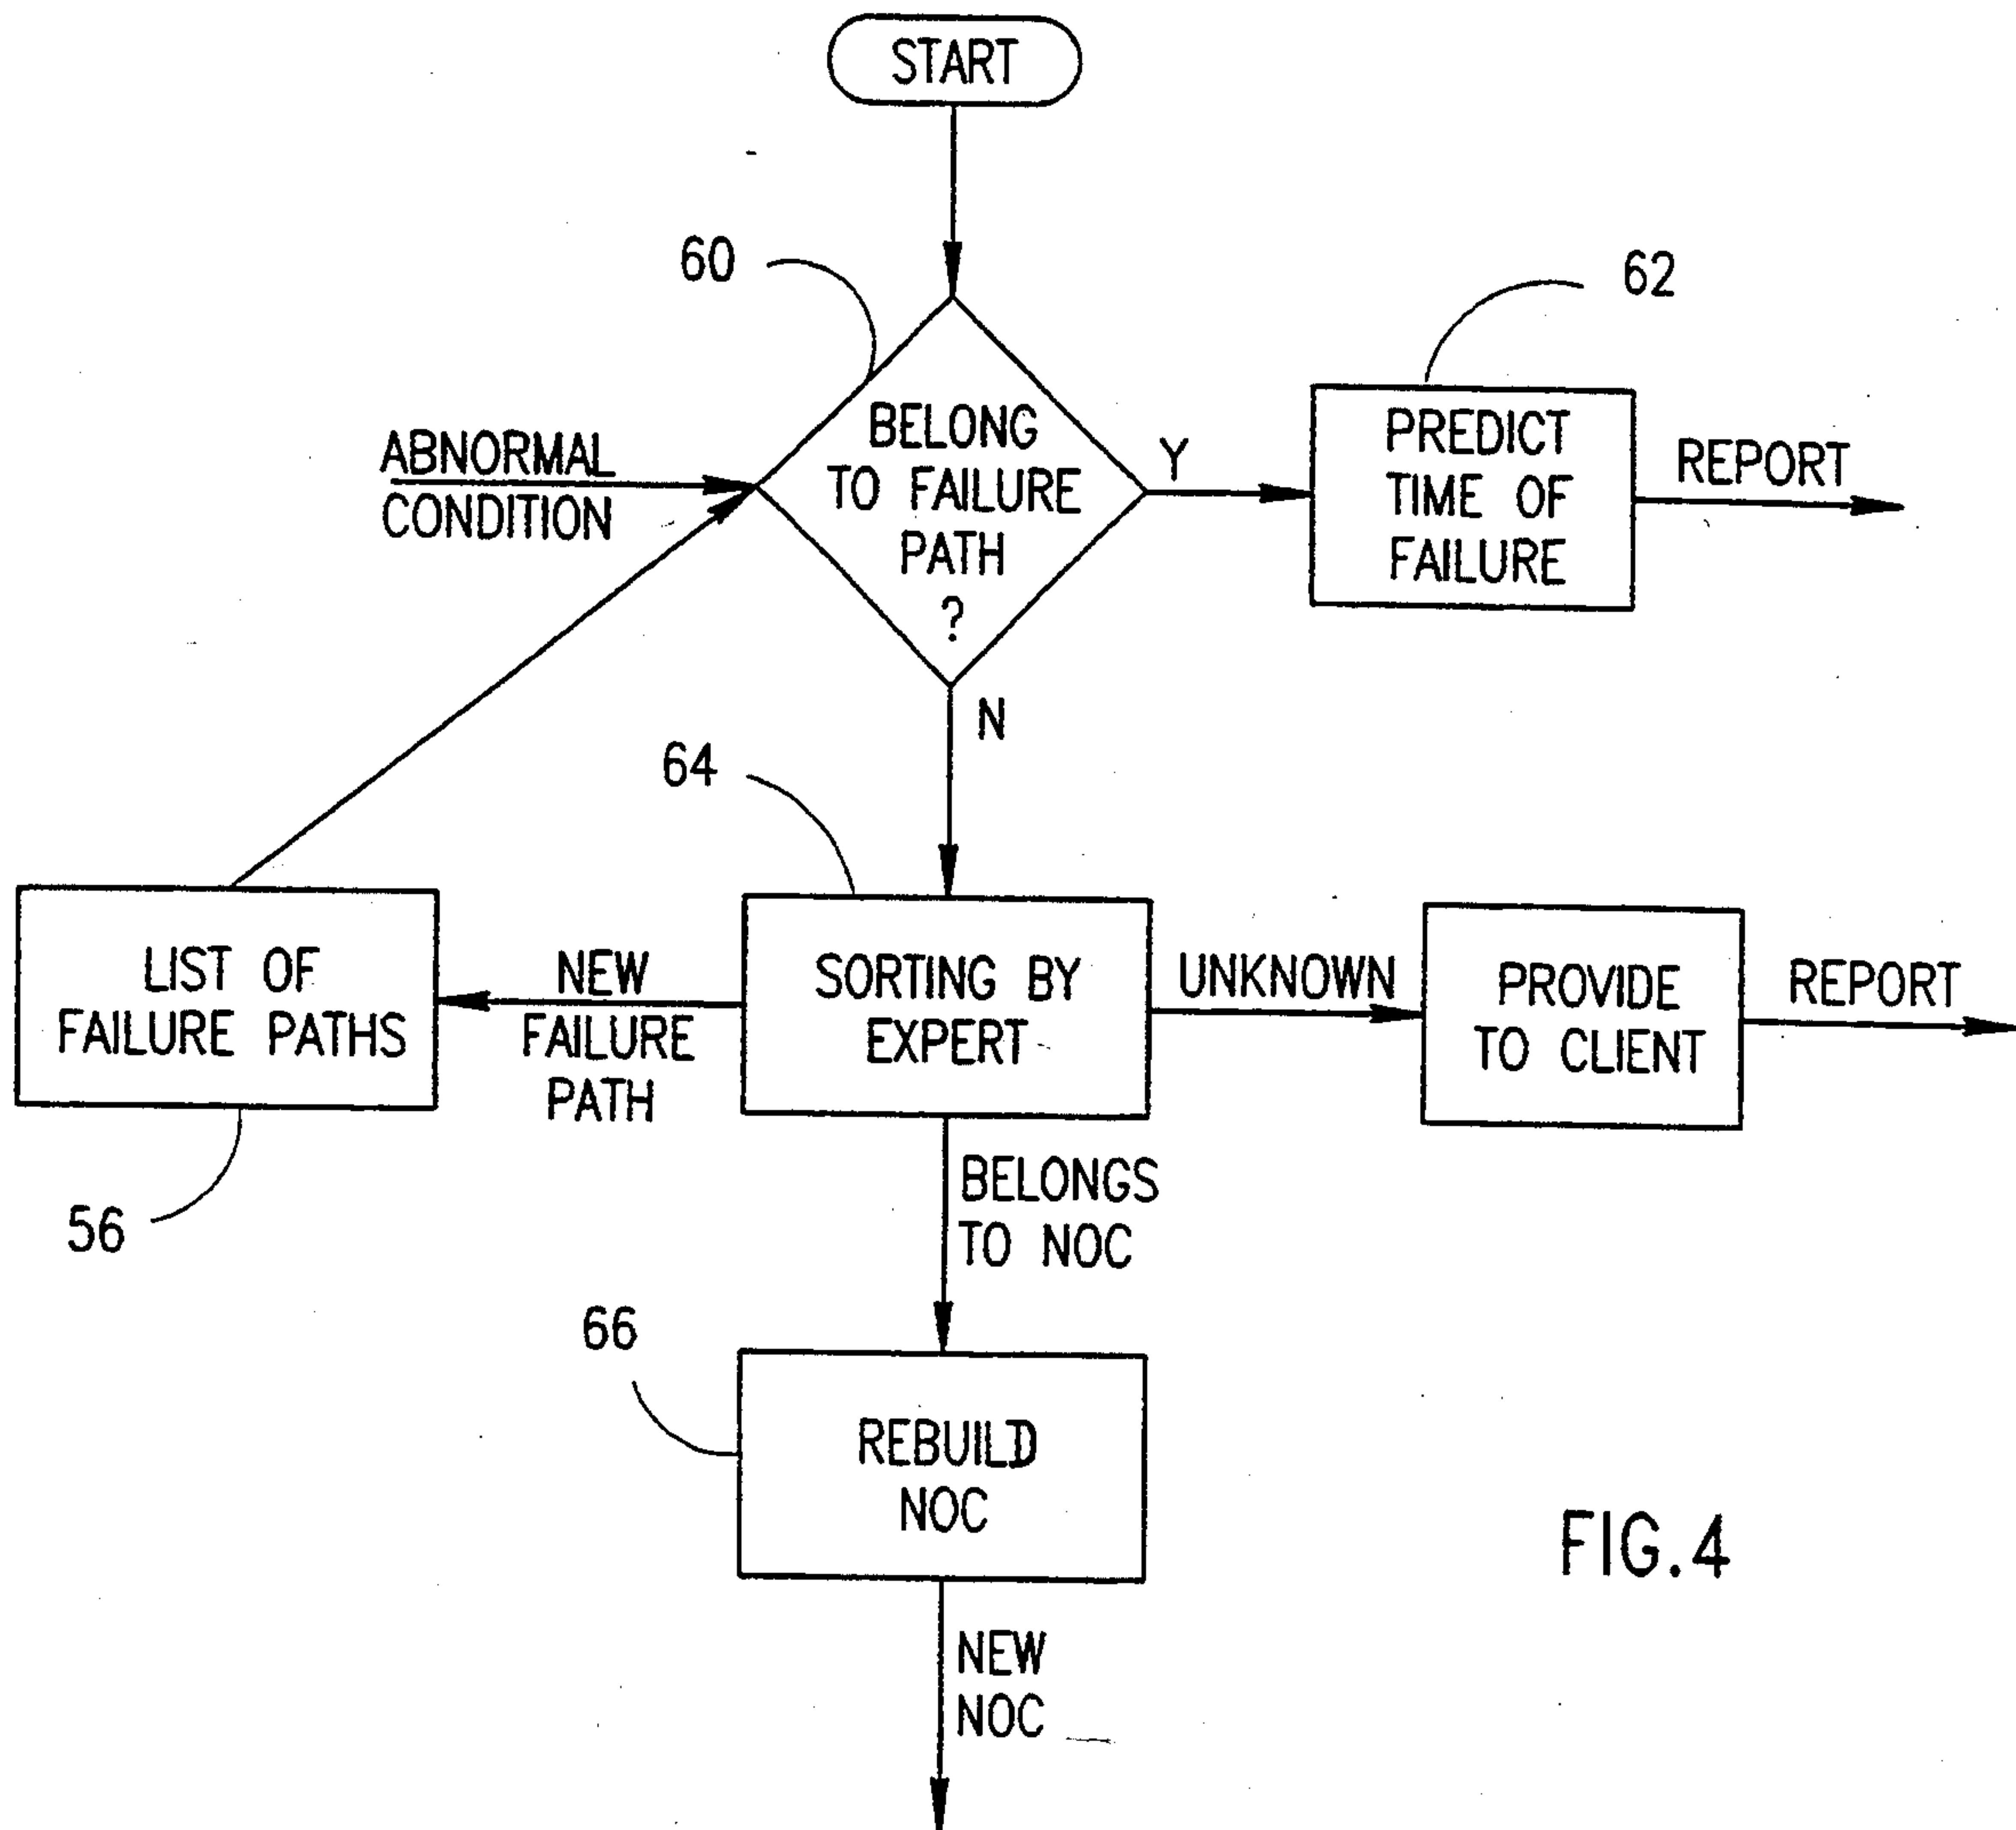 START
60
62
ABNORMAL
CONDITION
BELONG
TO FAILURE
PATH
?
Y
PREDICT
TIME OF
FAILURE
REPORT
N
64
LIST OF
FAILURE PATHS
NEW
FAILURE
PATH
SORTING BY
EXPERT
UNKNOWN
PROVIDE
TO CLIENT
REPORT
56
BELONGS
TO NOC
66
REBUILD
NOC
NEW
NOC
FIG.4